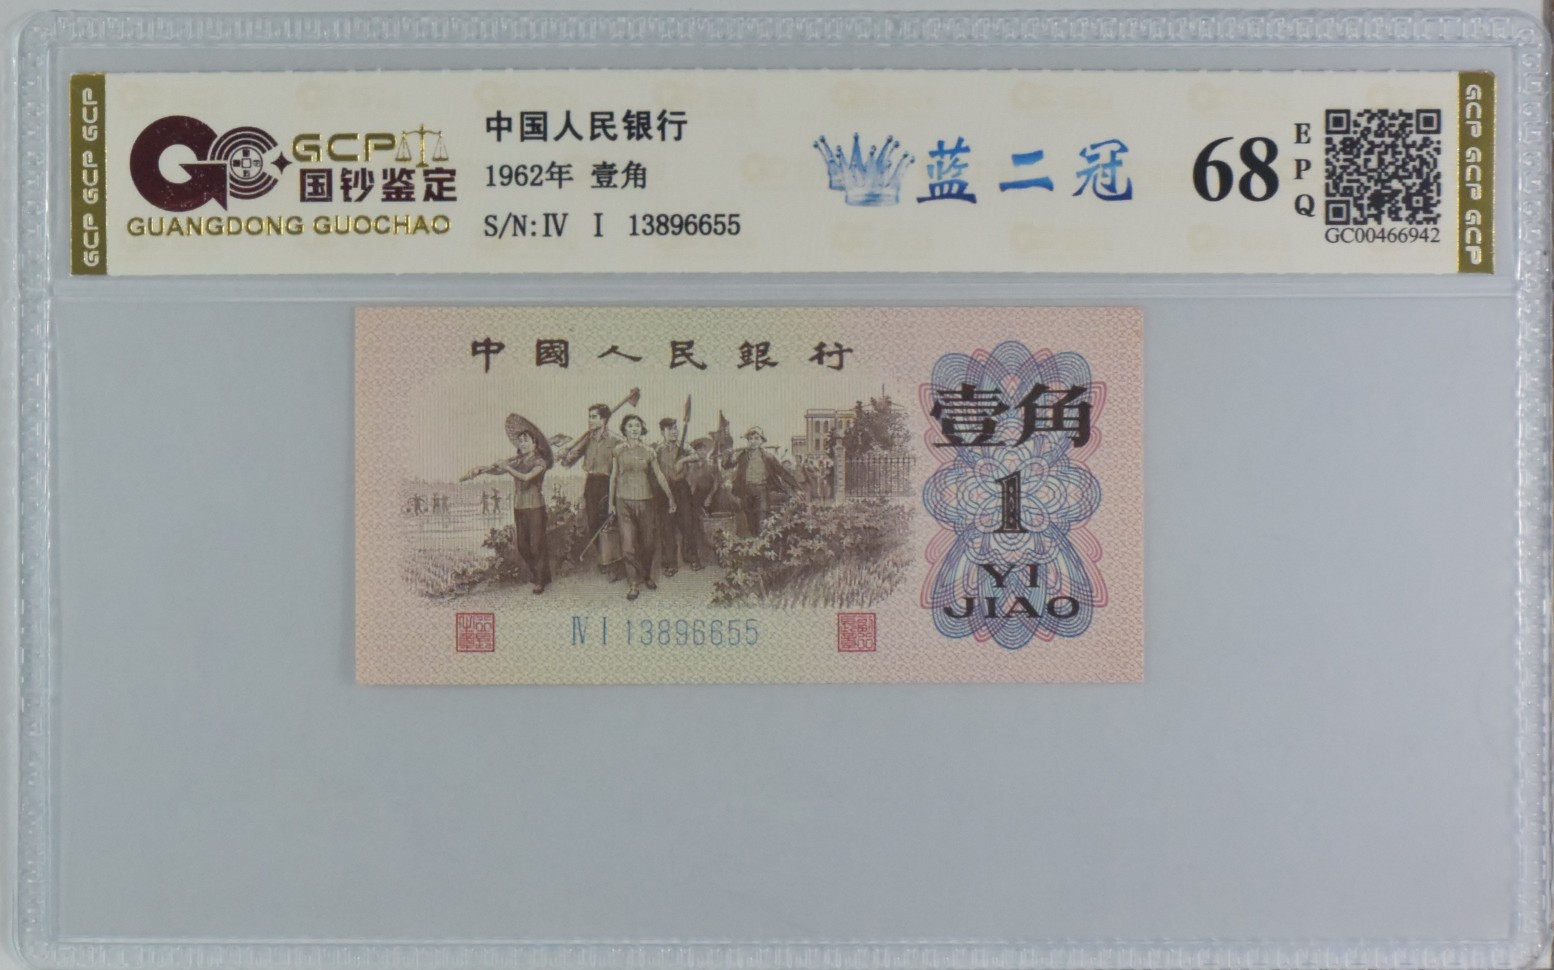 GCP GCP GCP
GCP
国钞鉴定
GUANGDONG GUOCHAO
中国人民银行
1962年 壹角
S/N:IV I 13896655
蓝二冠
68
EPQ
GC00466942
GCP GCP GCP
中國人民銀行
壹角
1
YI
JIAO
Ⅳ Ⅰ 13896655